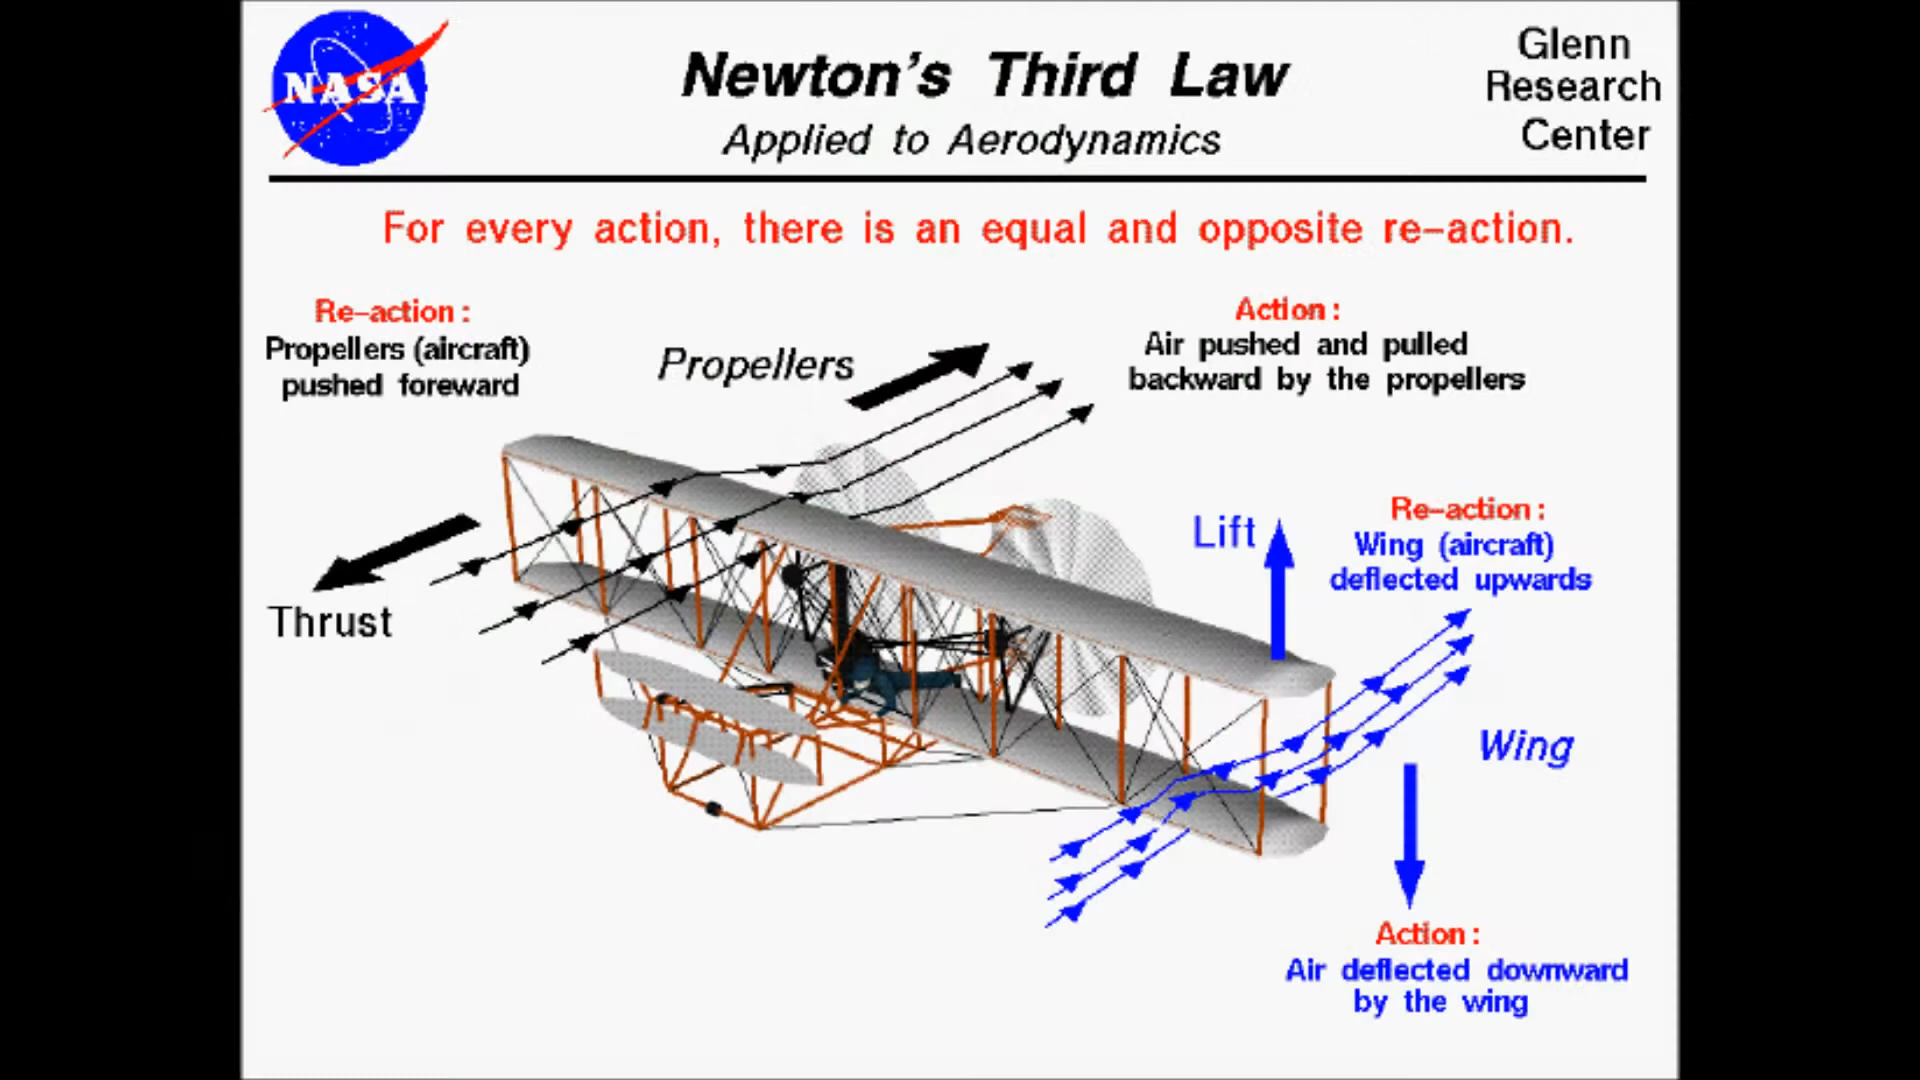 NASA
Newton's Third Law
Applied to Aerodynamics
Glenn
Research
Center
For every action, there is an equal and opposite re-action.
Re-action:
Propellers (aircraft)
pushed foreward
Propellers
Action:
Air pushed and pulled
backward by the propellers
Thrust
Lift
Re-action:
Wing (aircraft)
deflected upwards
Wing
Action:
Air deflected downward
by the wing